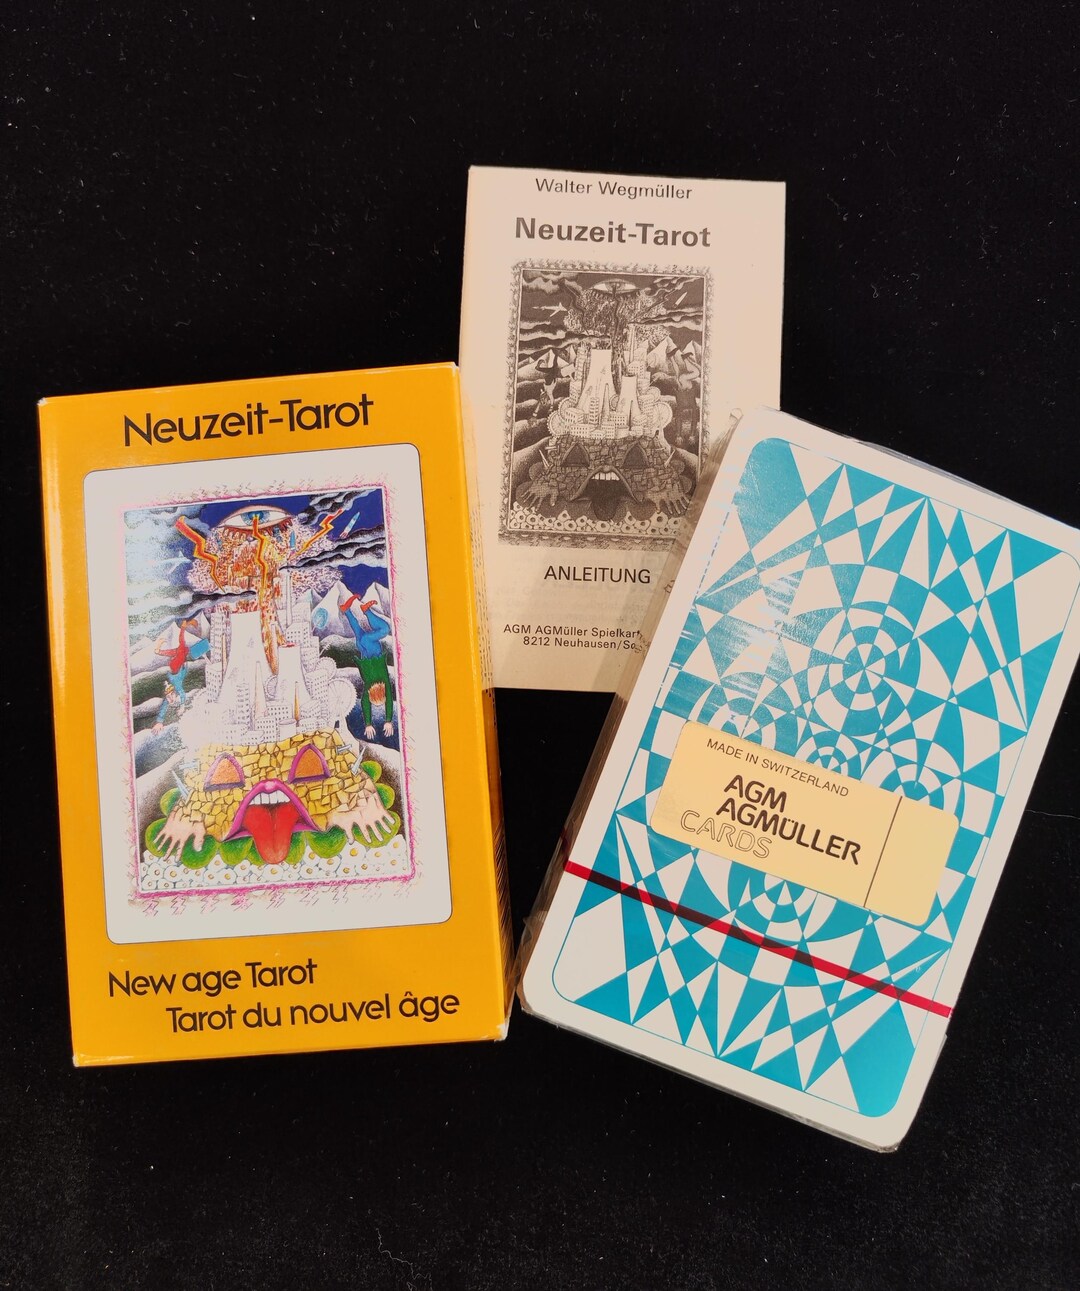 Neuzeit-Tarot
New age Tarot
Tarot du nouvel âge
Walter Wegmüller
Neuzeit-Tarot
ANLEITUNG
AGM AGMüller
8212 Neuhausen
MADE IN SWITZERLAND
AGM
AGMÜLLER
CARDS